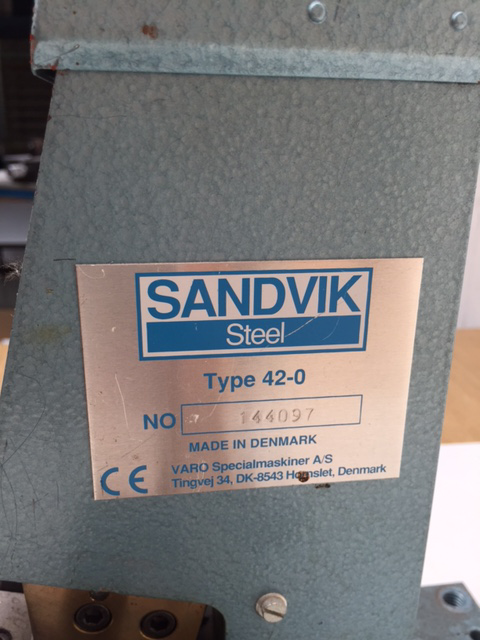 SANDVIK
Steel
Type 42-0
NO 144097
MADE IN DENMARK
VARO Specialmaskiner A/S
Tingvej 34, DK-8543 Hornslet, Denmark
CE